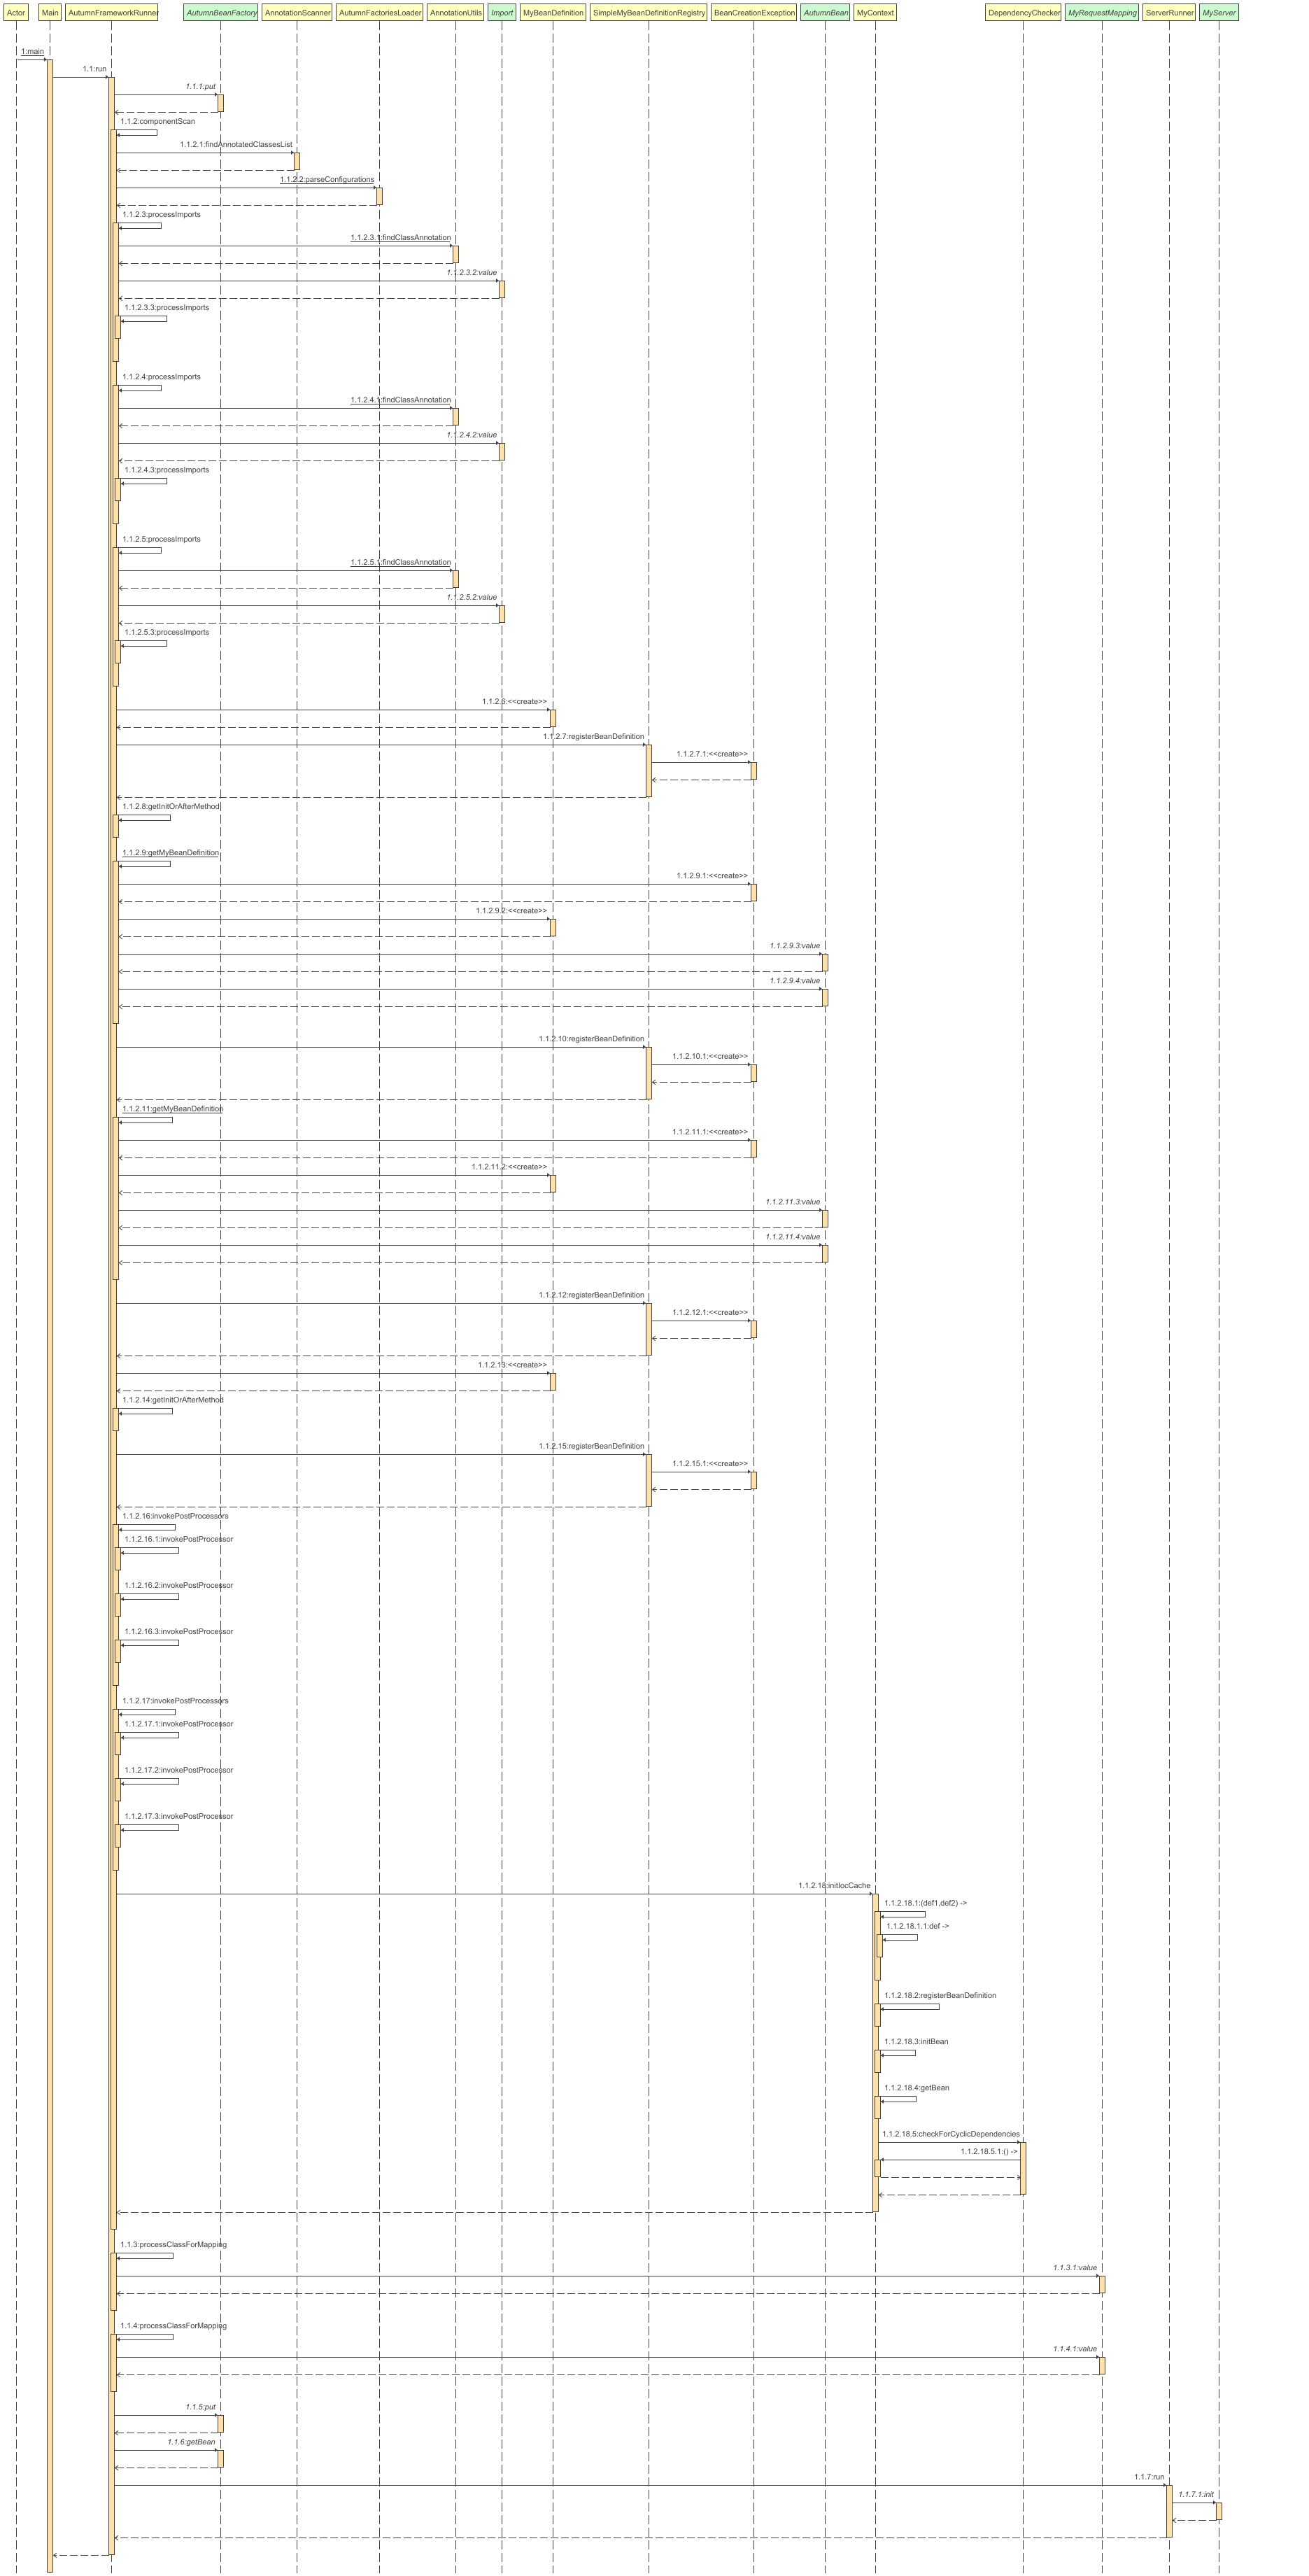 Actor
Main
AutumnFrameworkRunner
AutumnBeanFactory
AnnotationScanner
AutumnFactoriesLoader
AnnotationUtils
Import
MyBeanDefinition
SimpleMyBeanDefinitionRegistry
BeanCreationException
AutumnBean
MyContext
DependencyChecker
MyRequestMapping
ServerRunner
MyServer
1:main
1.1:run
1.1.1:put
1.1.2:componentScan
1.1.2.1:findAnnotatedClassesList
1.1.2.2:parseConfigurations
1.1.2.3:processImports
1.1.2.3.1:findClassAnnotation
1.1.2.3.2:value
1.1.2.3.3:processImports
1.1.2.4:processImports
1.1.2.4.1:findClassAnnotation
1.1.2.4.2:value
1.1.2.4.3:processImports
1.1.2.5:processImports
1.1.2.5.1:findClassAnnotation
1.1.2.5.2:value
1.1.2.5.3:processImports
1.1.2.6:<<create>>
1.1.2.7:registerBeanDefinition
1.1.2.7.1:<<create>>
1.1.2.8:getInitOrAfterMethod
1.1.2.9:getMyBeanDefinition
1.1.2.9.1:<<create>>
1.1.2.9.2:<<create>>
1.1.2.9.3:value
1.1.2.9.4:value
1.1.2.10:registerBeanDefinition
1.1.2.10.1:<<create>>
1.1.2.11:getMyBeanDefinition
1.1.2.11.1:<<create>>
1.1.2.11.2:<<create>>
1.1.2.11.3:value
1.1.2.11.4:value
1.1.2.12:registerBeanDefinition
1.1.2.12.1:<<create>>
1.1.2.13:<<create>>
1.1.2.14:getInitOrAfterMethod
1.1.2.15:registerBeanDefinition
1.1.2.15.1:<<create>>
1.1.2.16:invokePostProcessors
1.1.2.16.1:invokePostProcessor
1.1.2.16.2:invokePostProcessor
1.1.2.16.3:invokePostProcessor
1.1.2.17:invokePostProcessors
1.1.2.17.1:invokePostProcessor
1.1.2.17.2:invokePostProcessor
1.1.2.17.3:invokePostProcessor
1.1.2.18:initIocCache
1.1.2.18.1:(def1,def2) ->
1.1.2.18.1.1:def ->
1.1.2.18.2:registerBeanDefinition
1.1.2.18.3:initBean
1.1.2.18.4:getBean
1.1.2.18.5:checkForCyclicDependencies
1.1.2.18.5.1:() ->
1.1.3:processClassForMapping
1.1.3.1:value
1.1.4:processClassForMapping
1.1.4.1:value
1.1.5:put
1.1.6:getBean
1.1.7:run
1.1.7.1:init